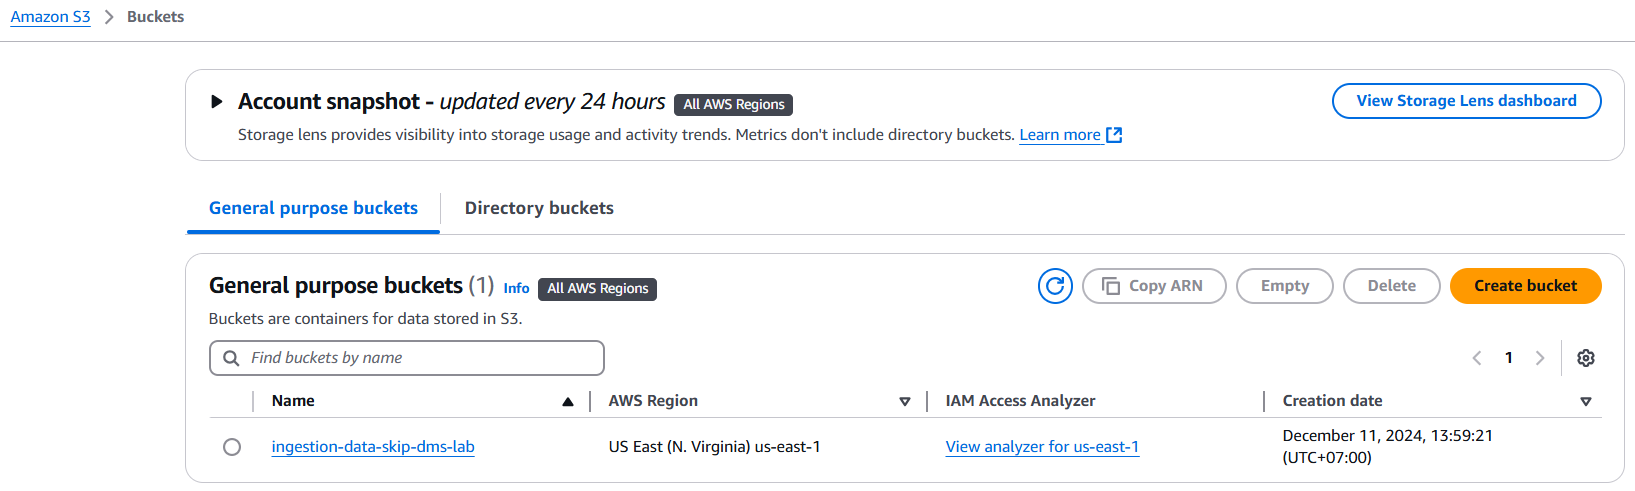 Amazon S3 > Buckets
Account snapshot - updated every 24 hours All AWS Regions View Storage Lens dashboard
Storage lens provides visibility into storage usage and activity trends. Metrics don't include directory buckets. Learn more
General purpose buckets Directory buckets
General purpose buckets (1) Info All AWS Regions Copy ARN Empty Delete Create bucket
Buckets are containers for data stored in S3.
Find buckets by name 1
Name AWS Region IAM Access Analyzer Creation date
ingestion-data-skip-dms-lab US East (N. Virginia) us-east-1 View analyzer for us-east-1 December 11, 2024, 13:59:21
(UTC+07:00)